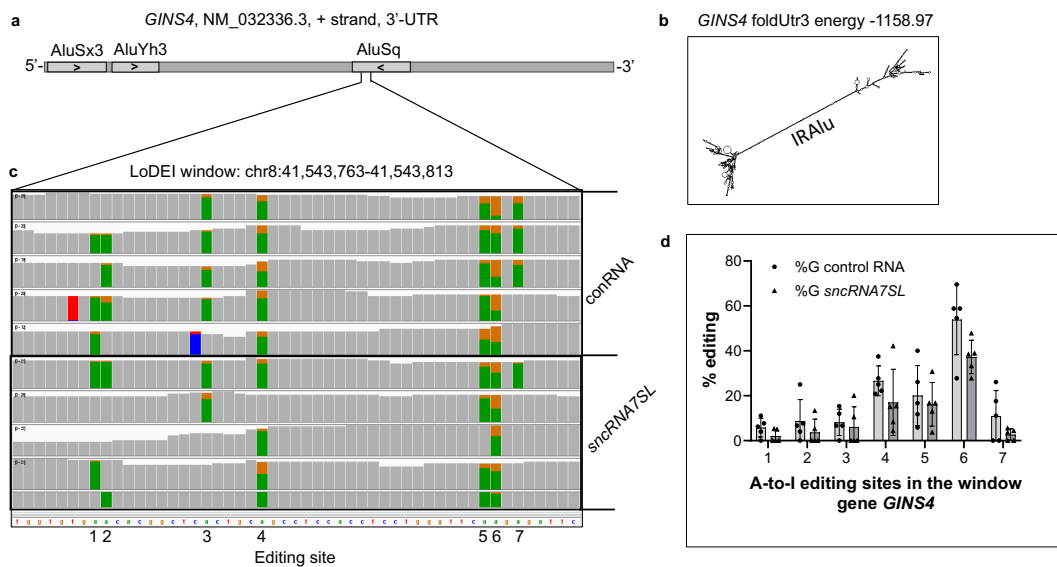 a
GINS4, NM_032336.3, + strand, 3’-UTR
AluSx3
AluYh3
AluSq
5’-
>
>
<
-3’
b
GINS4 foldUtr3 energy -1158.97
IRAlu
c
LoDEI window: chr8:41,543,763-41,543,813
conRNA
sncRNA7SL
t g g t g t g a a c a c g g c t c a c t g c a g c c t c c a c c t c c t g g g t t c a a g a g a t t c
1 2 3 4 5 6 7
Editing site
d
%G control RNA
%G sncRNA7SL
% editing
80
60
40
20
0
1 2 3 4 5 6 7
A-to-I editing sites in the window
gene GINS4